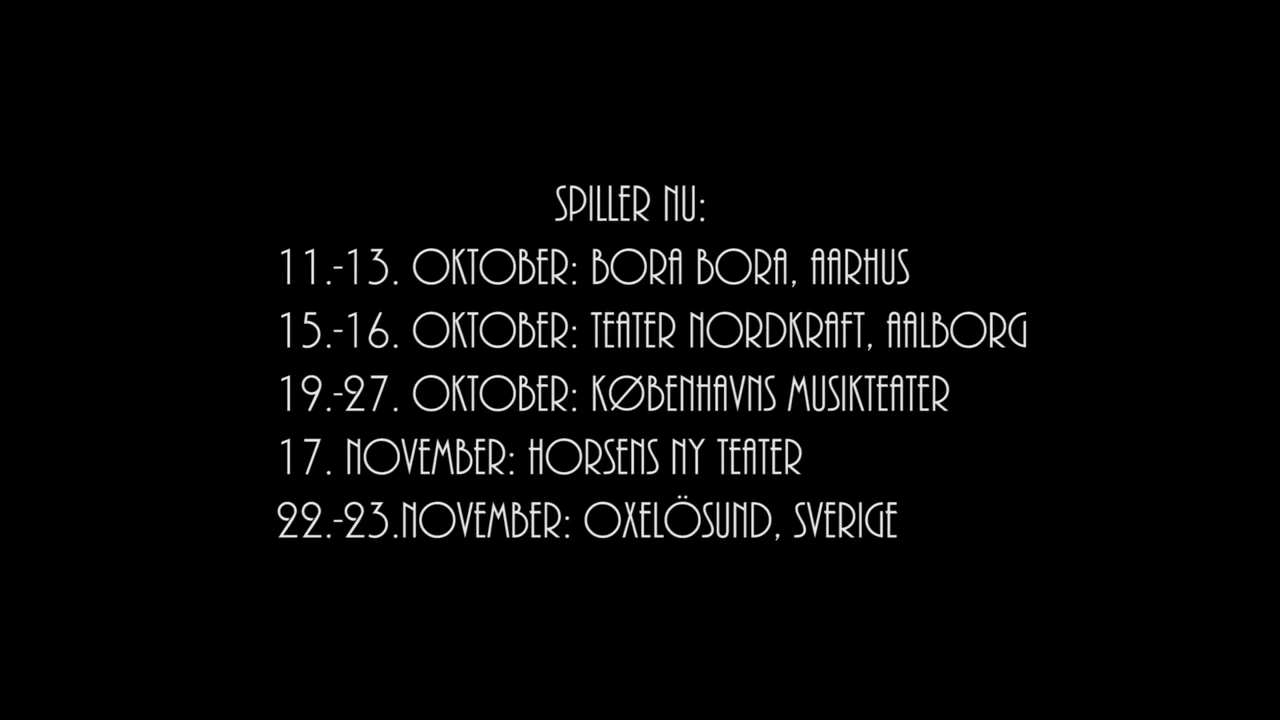 SPILLER NU:
11.-13. OKTOBER: BORA BORA, AARHUS
15.-16. OKTOBER: TEATER NORDKRAFT, AALBORG
19.-27. OKTOBER: KØBENHAVNS MUSIKTEATER
17. NOVEMBER: HORSENS NY TEATER
22.-23.NOVEMBER: OXELÖSUND, SVERIGE